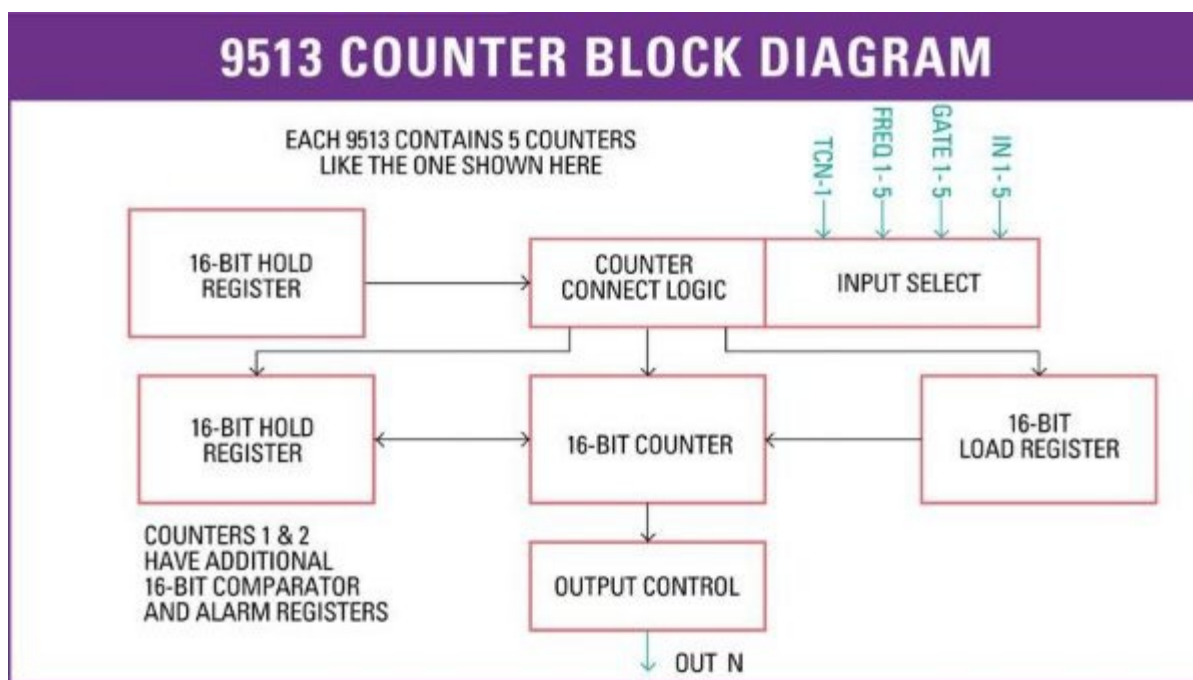 9513 COUNTER BLOCK DIAGRAM
EACH 9513 CONTAINS 5 COUNTERS
LIKE THE ONE SHOWN HERE
TCN-1
FREQ 1-5
GATE 1-5
IN 1-5
16-BIT HOLD
REGISTER
COUNTER
CONNECT LOGIC
INPUT SELECT
16-BIT HOLD
REGISTER
16-BIT COUNTER
16-BIT
LOAD REGISTER
COUNTERS 1 & 2
HAVE ADDITIONAL
16-BIT COMPARATOR
AND ALARM REGISTERS
OUTPUT CONTROL
OUT N